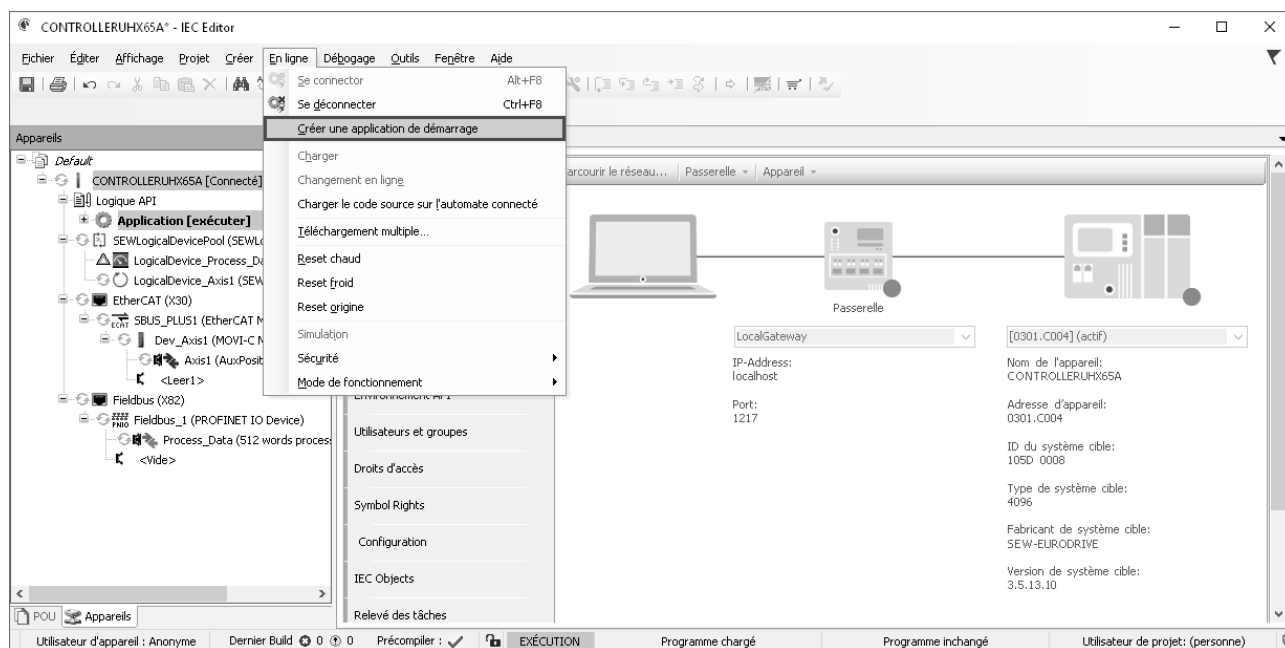 CONTROLLERUHX65A* - IEC Editor
Fichier Éditer Affichage Projet Créer En ligne Débogage Outils Fenêtre Aide
Se connector Alt+F8
Se déconnecter Ctrl+F8
Créer une application de démarrage
Charger
Changement en ligne
Charger le code source sur l'automate connecté
Téléchargement multiple...
Reset chaud
Reset froid
Reset origine
Simulation
Sécurité
Mode de fonctionnement
Appareils
Default
CONTROLLERUHX65A [Connecté]
Logique API
Application [exécuter]
SEWLogicalDevicePool (SEWLo
LogicalDevice_Process_Da
LogicalDevice_Axis1 (SEW
EtherCAT (X30)
SBUS_PLUS1 (EtherCAT M
Dev_Axis1 (MOVI-C M
Axis1 (AuxPosit
<Leer1>
Fieldbus (X82)
Fieldbus_1 (PROFINET IO Device)
Process_Data (512 words proces
<Vide>
POU Appareils
arcourir le réseau... Passerelle Appareil
Environnement API
Utilisateurs et groupes
Droits d'accès
Symbol Rights
Configuration
IEC Objects
Relevé des tâches
Passerelle
LocalGateway
IP-Address:
localhost
Port:
1217
[0301.C004] (actif)
Nom de l'appareil:
CONTROLLERUHX65A
Adresse d'appareil:
0301.C004
ID du système cible:
105D 0008
Type de système cible:
4096
Fabricant de système cible:
SEW-EURODRIVE
Version de système cible:
3.5.13.10
Utilisateur d'appareil : Anonyme Dernier Build 0 0 Précompiler : EXÉCUTION Programme chargé Programme inchangé Utilisateur de projet: (personne)